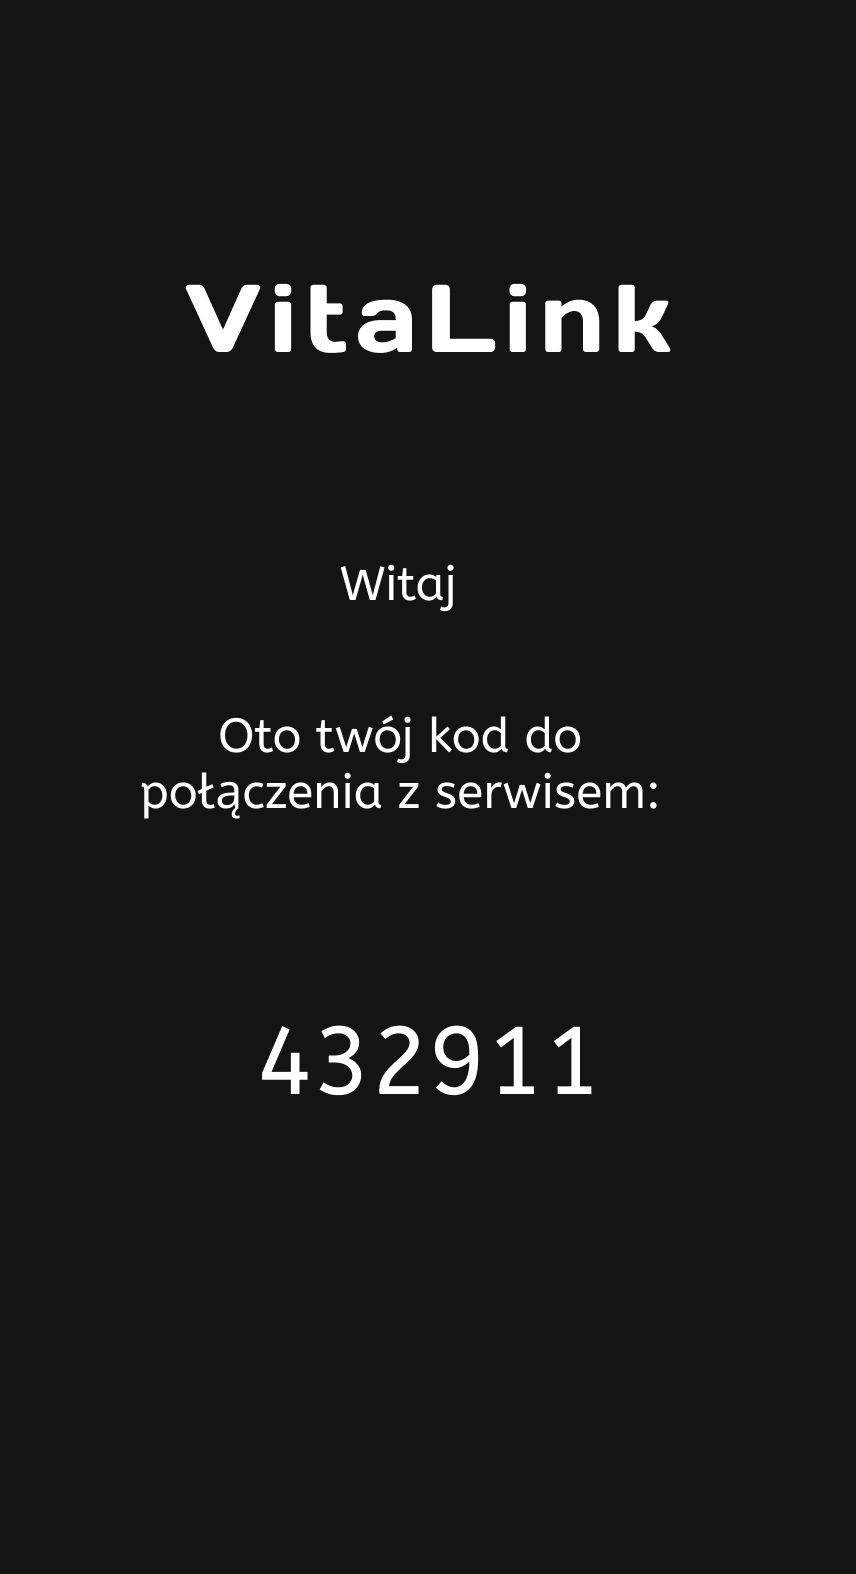 VitaLink
Witaj
Oto twój kod do
połączenia z serwisem:
432911